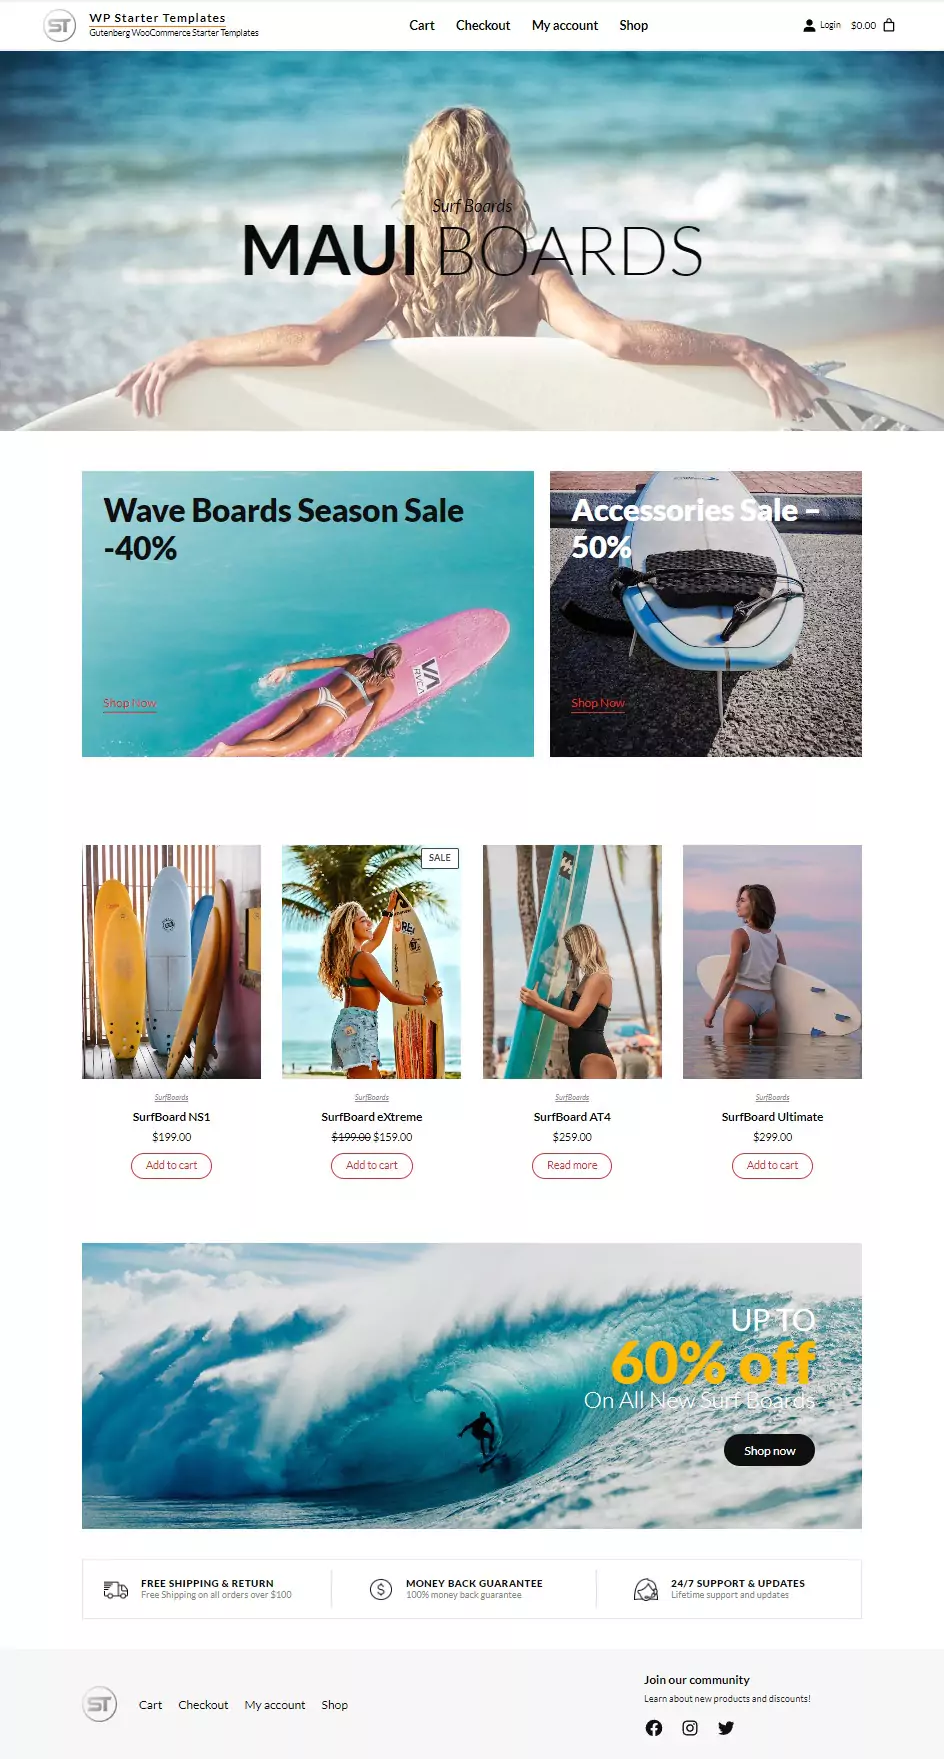 ST
WP Starter Templates
Gutenberg WooCommerce Starter Templates
Cart Checkout My account Shop
Login $0.00
Surf Boards
MAUI BOARDS
Wave Boards Season Sale
-40%
Shop Now
Accessories Sale –
50%
Shop Now
VA
RVCA
SALE
SurfBoards
SurfBoard NS1
$199.00
Add to cart
SurfBoards
SurfBoard eXtreme
$199.00 $159.00
Add to cart
SurfBoards
SurfBoard AT4
$259.00
Read more
SurfBoards
SurfBoard Ultimate
$299.00
Add to cart
UP TO
60% off
On All New Surf Boards
Shop now
FREE SHIPPING & RETURN
Free Shipping on all orders over $100
MONEY BACK GUARANTEE
100% money back guarantee
24/7 SUPPORT & UPDATES
Lifetime support and updates
ST
Cart Checkout My account Shop
Join our community
Learn about new products and discounts!